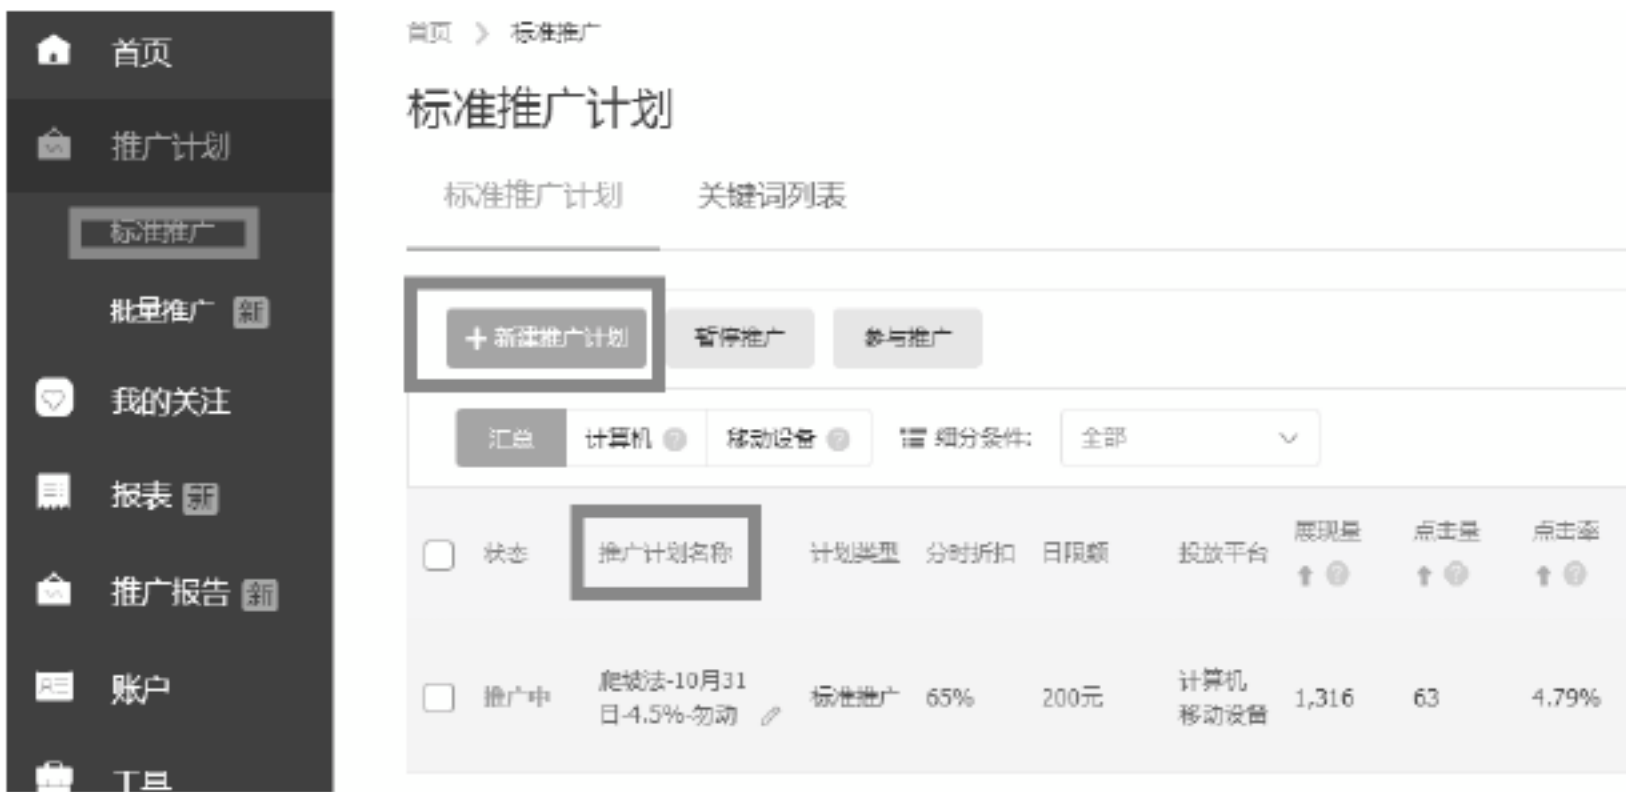 首页
推广计划
标准推广
批量推广 新
我的关注
报表 新
推广报告 新
账户
工具
首页 > 标准推广
标准推广计划
标准推广计划 关键词列表
+ 新建推广计划 暂停推广 参与推广
汇总 计算机 ? 移动设备 ? 细分条件: 全部
状态 推广计划名称 计划类型 分时折扣 日限额 投放平台 展现量 点击量 点击率
推广中 爬坡法-10月31 标准推广 65% 200元 计算机 1,316 63 4.79%
日-4.5%-勿动 移动设备